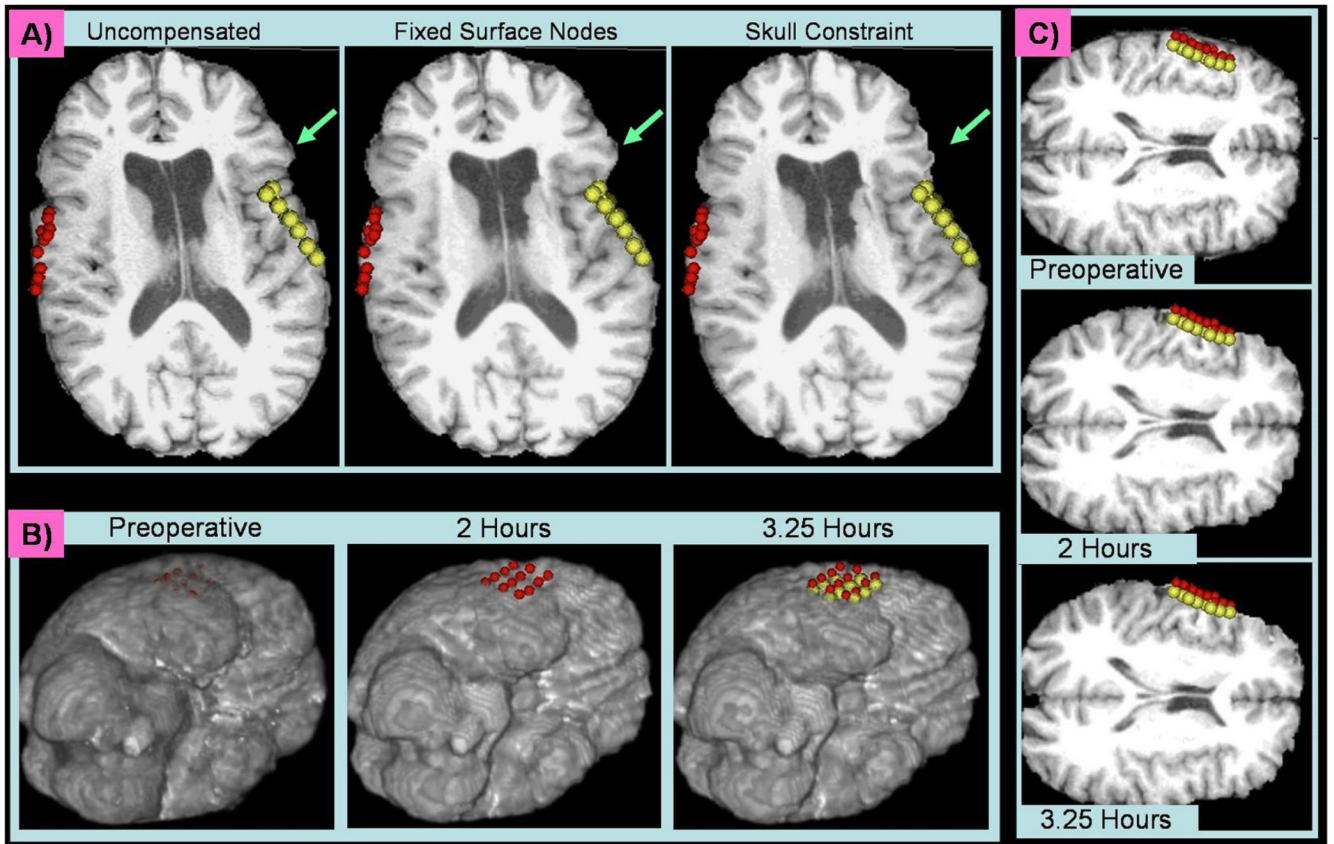 A)
Uncompensated
Fixed Surface Nodes
Skull Constraint
B)
Preoperative
2 Hours
3.25 Hours
C)
Preoperative
2 Hours
3.25 Hours